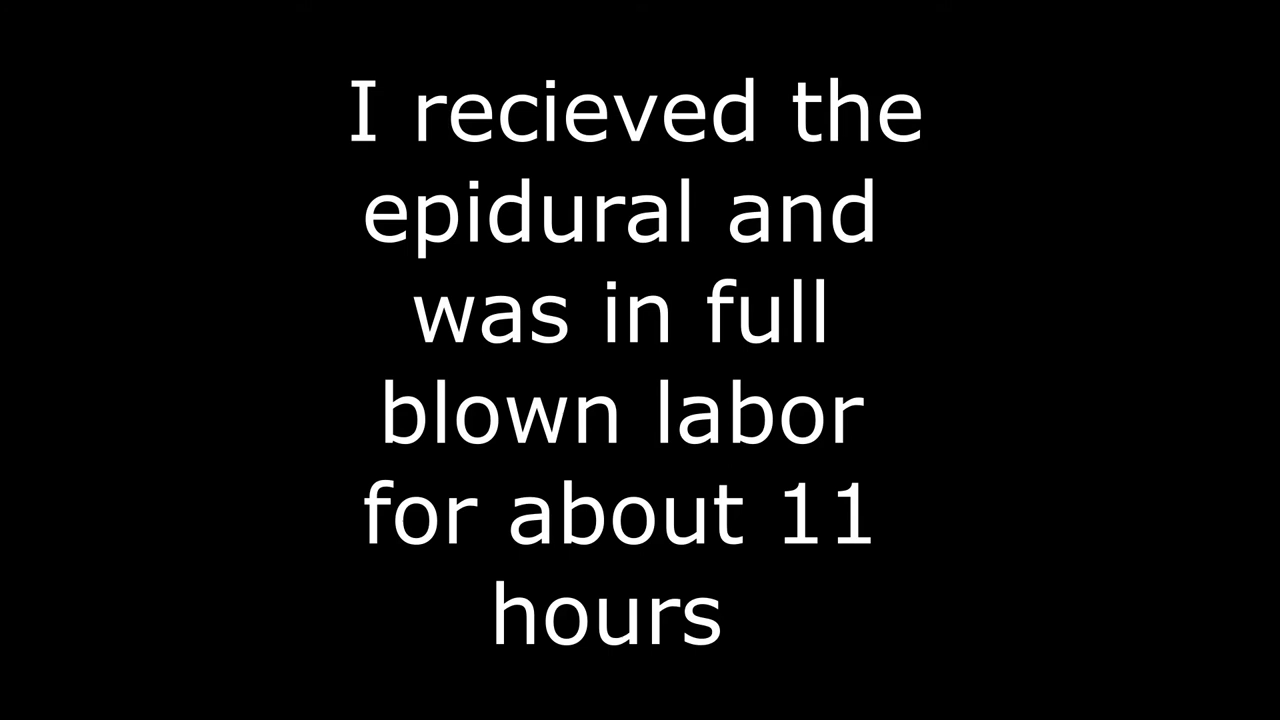 I recieved the
epidural and
was in full
blown labor
for about 11
hours